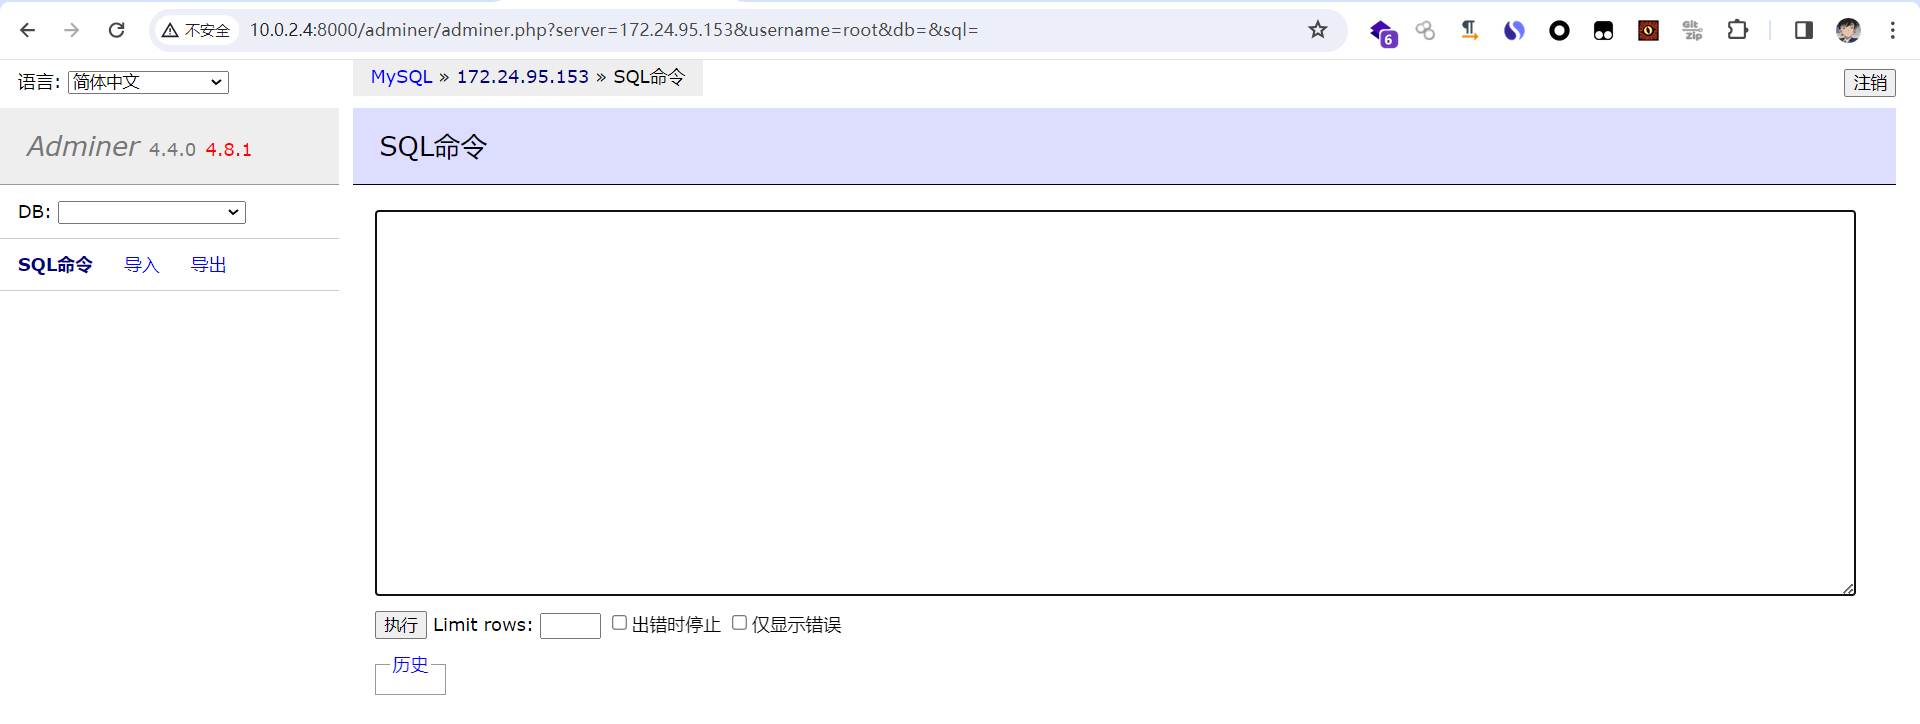 不安全 10.0.2.4:8000/adminer/adminer.php?server=172.24.95.153&username=root&db=&sql=
6
Git Zip
语言: 简体中文
MySQL » 172.24.95.153 » SQL命令
注销
Adminer 4.4.0 4.8.1
SQL命令
DB:
SQL命令 导入 导出
执行 Limit rows: 出错时停止 仅显示错误
历史